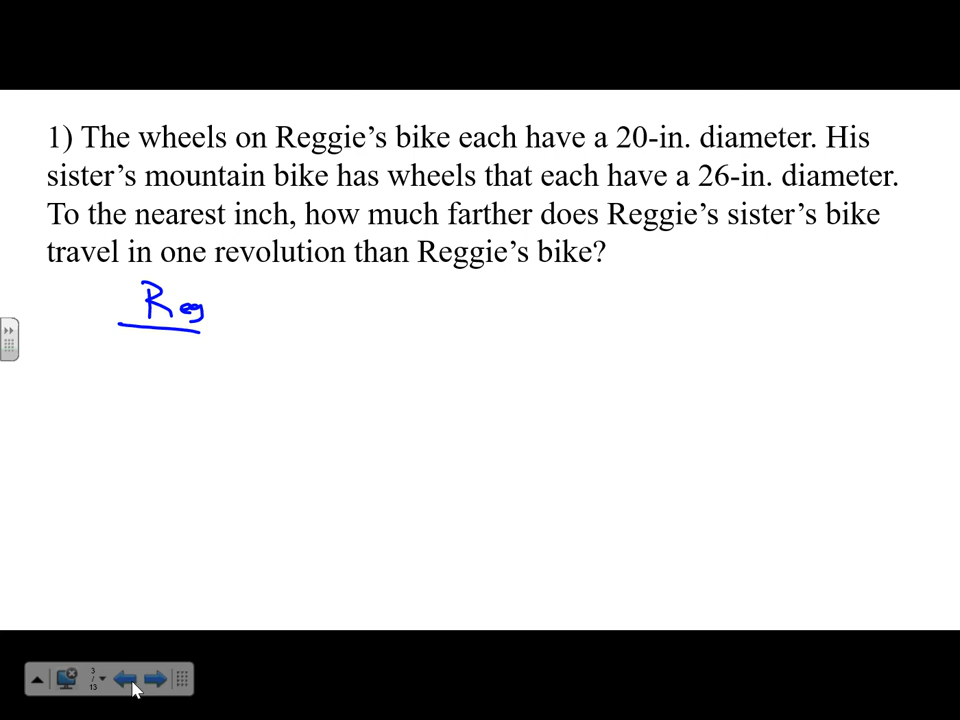 1) The wheels on Reggie’s bike each have a 20-in. diameter. His
sister’s mountain bike has wheels that each have a 26-in. diameter.
To the nearest inch, how much farther does Reggie’s sister’s bike
travel in one revolution than Reggie’s bike?
Reg
3
/
13